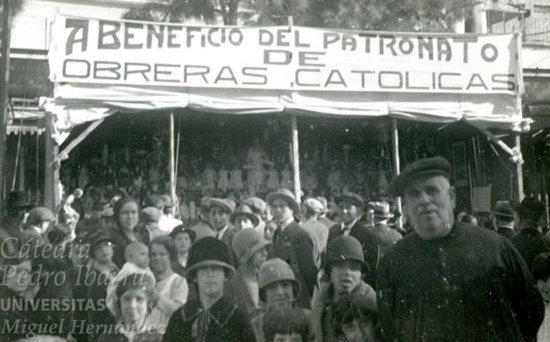 A BENEFICIO DEL PATRONATO
DE
OBRERAS CATOLICAS
Cátedra
Pedro Ibarra
UNIVERSITAS
Miguel Hernández